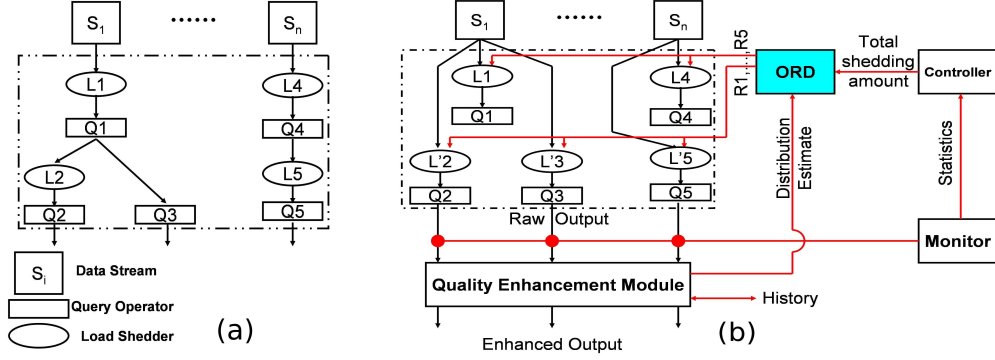 S1
......
Sn
L1
L4
Q1
Q4
L2
L5
Q2
Q3
Q5
Si
Data Stream
Query Operator
Load Shedder
(a)
S1
......
Sn
R1,...R5
ORD
Total
shedding
amount
Controller
L1
L4
Q1
Q4
L'2
L'3
L'5
Q2
Q3
Q5
Raw Output
Distribution
Estimate
Statistics
Monitor
Quality Enhancement Module
History
Enhanced Output
(b)